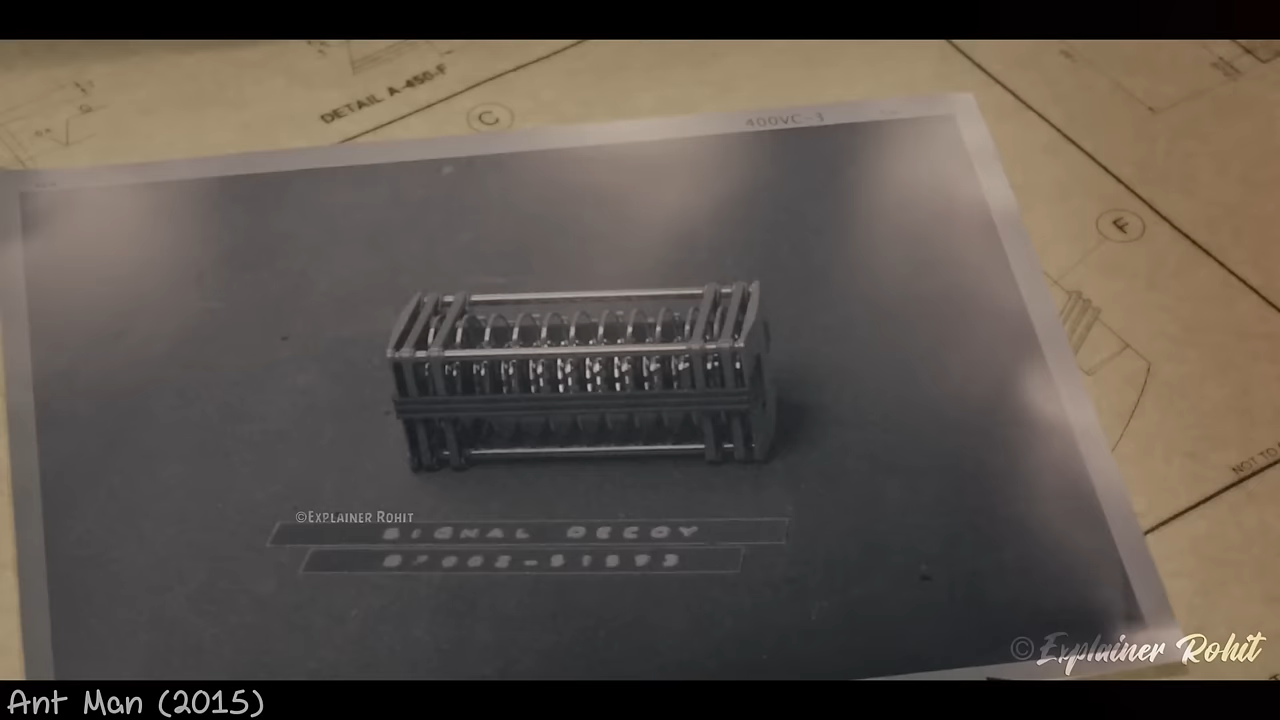 DETAIL A-450-F
C
400VC-3
F
NOT TO
©EXPLAINER ROHIT
SIGNAL DECOY
©Explainer Rohit
Ant Man (2015)